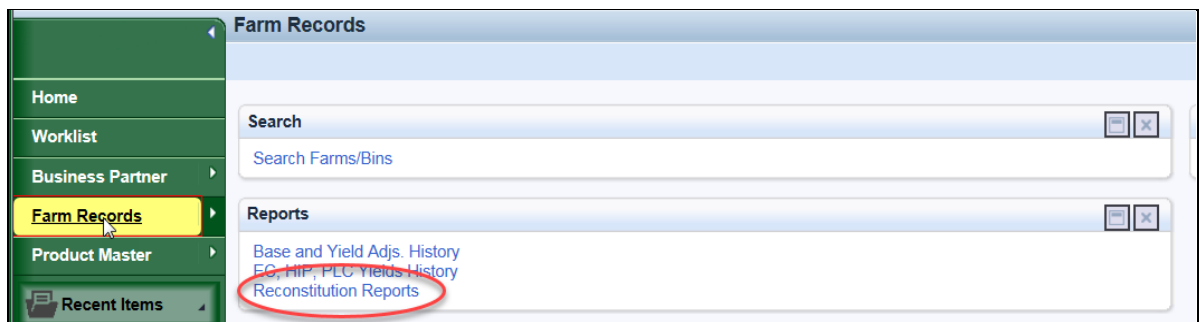 Farm Records
Home
Worklist
Business Partner
Farm Records
Product Master
Recent Items
Search
Search Farms/Bins
Reports
Base and Yield Adjs. History
EC, HIP, PLC Yields History
Reconstitution Reports